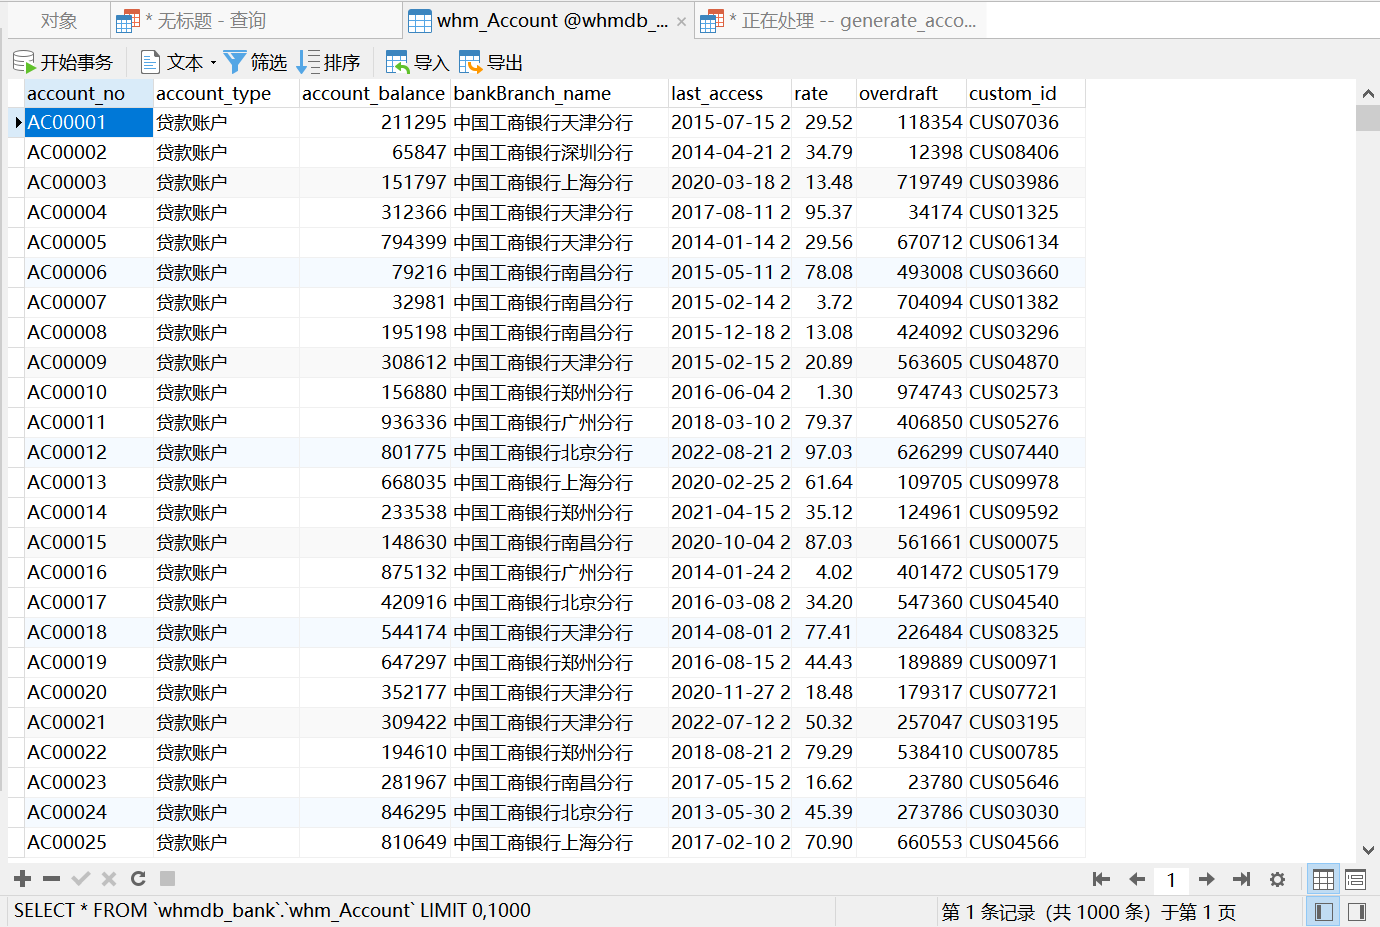 对象 * 无标题 - 查询 whm_Account @whmdb_... × * 正在处理 -- generate_acco...
开始事务 文本 筛选 排序 导入 导出
account_no account_type account_balance bankBranch_name last_access rate overdraft custom_id
AC00001 贷款账户 211295 中国工商银行天津分行 2015-07-15 2 29.52 118354 CUS07036
AC00002 贷款账户 65847 中国工商银行深圳分行 2014-04-21 2 34.79 12398 CUS08406
AC00003 贷款账户 151797 中国工商银行上海分行 2020-03-18 2 13.48 719749 CUS03986
AC00004 贷款账户 312366 中国工商银行天津分行 2017-08-11 2 95.37 34174 CUS01325
AC00005 贷款账户 794399 中国工商银行天津分行 2014-01-14 2 29.56 670712 CUS06134
AC00006 贷款账户 79216 中国工商银行南昌分行 2015-05-11 2 78.08 493008 CUS03660
AC00007 贷款账户 32981 中国工商银行南昌分行 2015-02-14 2 3.72 704094 CUS01382
AC00008 贷款账户 195198 中国工商银行南昌分行 2015-12-18 2 13.08 424092 CUS03296
AC00009 贷款账户 308612 中国工商银行天津分行 2015-02-15 2 20.89 563605 CUS04870
AC00010 贷款账户 156880 中国工商银行郑州分行 2016-06-04 2 1.30 974743 CUS02573
AC00011 贷款账户 936336 中国工商银行广州分行 2018-03-10 2 79.37 406850 CUS05276
AC00012 贷款账户 801775 中国工商银行北京分行 2022-08-21 2 97.03 626299 CUS07440
AC00013 贷款账户 668035 中国工商银行上海分行 2020-02-25 2 61.64 109705 CUS09978
AC00014 贷款账户 233538 中国工商银行郑州分行 2021-04-15 2 35.12 124961 CUS09592
AC00015 贷款账户 148630 中国工商银行南昌分行 2020-10-04 2 87.03 561661 CUS00075
AC00016 贷款账户 875132 中国工商银行广州分行 2014-01-24 2 4.02 401472 CUS05179
AC00017 贷款账户 420916 中国工商银行北京分行 2016-03-08 2 34.20 547360 CUS04540
AC00018 贷款账户 544174 中国工商银行天津分行 2014-08-01 2 77.41 226484 CUS08325
AC00019 贷款账户 647297 中国工商银行郑州分行 2016-08-15 2 44.43 189889 CUS00971
AC00020 贷款账户 352177 中国工商银行天津分行 2020-11-27 2 18.48 179317 CUS07721
AC00021 贷款账户 309422 中国工商银行天津分行 2022-07-12 2 50.32 257047 CUS03195
AC00022 贷款账户 194610 中国工商银行郑州分行 2018-08-21 2 79.29 538410 CUS00785
AC00023 贷款账户 281967 中国工商银行南昌分行 2017-05-15 2 16.62 23780 CUS05646
AC00024 贷款账户 846295 中国工商银行北京分行 2013-05-30 2 45.39 273786 CUS03030
AC00025 贷款账户 810649 中国工商银行上海分行 2017-02-10 2 70.90 660553 CUS04566
1
SELECT * FROM `whmdb_bank`.`whm_Account` LIMIT 0,1000 第 1 条记录 (共 1000 条) 于第 1 页